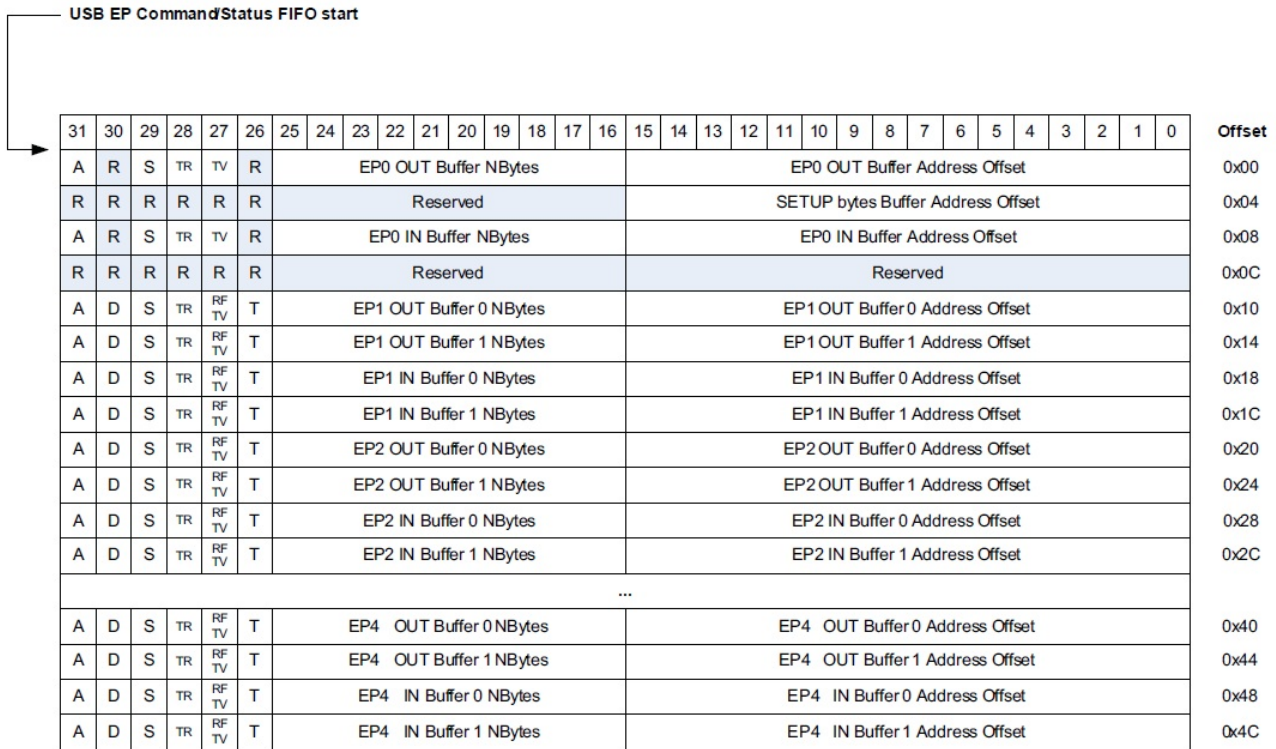 USB EP Command/Status FIFO start
31 30 29 28 27 26 25 24 23 22 21 20 19 18 17 16 15 14 13 12 11 10 9 8 7 6 5 4 3 2 1 0 Offset
A R S TR TV R EP0 OUT Buffer NBytes EP0 OUT Buffer Address Offset 0x00
R R R R R R Reserved SETUP bytes Buffer Address Offset 0x04
A R S TR TV R EP0 IN Buffer NBytes EP0 IN Buffer Address Offset 0x08
R R R R R R Reserved Reserved 0x0C
A D S TR RF TV T EP1 OUT Buffer 0 NBytes EP1 OUT Buffer 0 Address Offset 0x10
A D S TR RF TV T EP1 OUT Buffer 1 NBytes EP1 OUT Buffer 1 Address Offset 0x14
A D S TR RF TV T EP1 IN Buffer 0 NBytes EP1 IN Buffer 0 Address Offset 0x18
A D S TR RF TV T EP1 IN Buffer 1 NBytes EP1 IN Buffer 1 Address Offset 0x1C
A D S TR RF TV T EP2 OUT Buffer 0 NBytes EP2 OUT Buffer 0 Address Offset 0x20
A D S TR RF TV T EP2 OUT Buffer 1 NBytes EP2 OUT Buffer 1 Address Offset 0x24
A D S TR RF TV T EP2 IN Buffer 0 NBytes EP2 IN Buffer 0 Address Offset 0x28
A D S TR RF TV T EP2 IN Buffer 1 NBytes EP2 IN Buffer 1 Address Offset 0x2C
...
A D S TR RF TV T EP4 OUT Buffer 0 NBytes EP4 OUT Buffer 0 Address Offset 0x40
A D S TR RF TV T EP4 OUT Buffer 1 NBytes EP4 OUT Buffer 1 Address Offset 0x44
A D S TR RF TV T EP4 IN Buffer 0 NBytes EP4 IN Buffer 0 Address Offset 0x48
A D S TR RF TV T EP4 IN Buffer 1 NBytes EP4 IN Buffer 1 Address Offset 0x4C